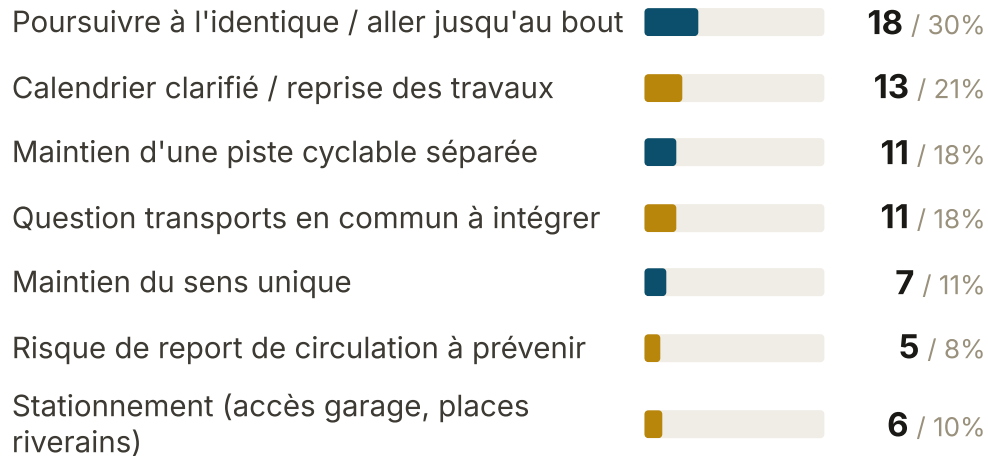 Poursuivre à l'identique / aller jusqu'au bout 18 / 30%
Calendrier clarifié / reprise des travaux 13 / 21%
Maintien d'une piste cyclable séparée 11 / 18%
Question transports en commun à intégrer 11 / 18%
Maintien du sens unique 7 / 11%
Risque de report de circulation à prévenir 5 / 8%
Stationnement (accès garage, places
riverains) 6 / 10%